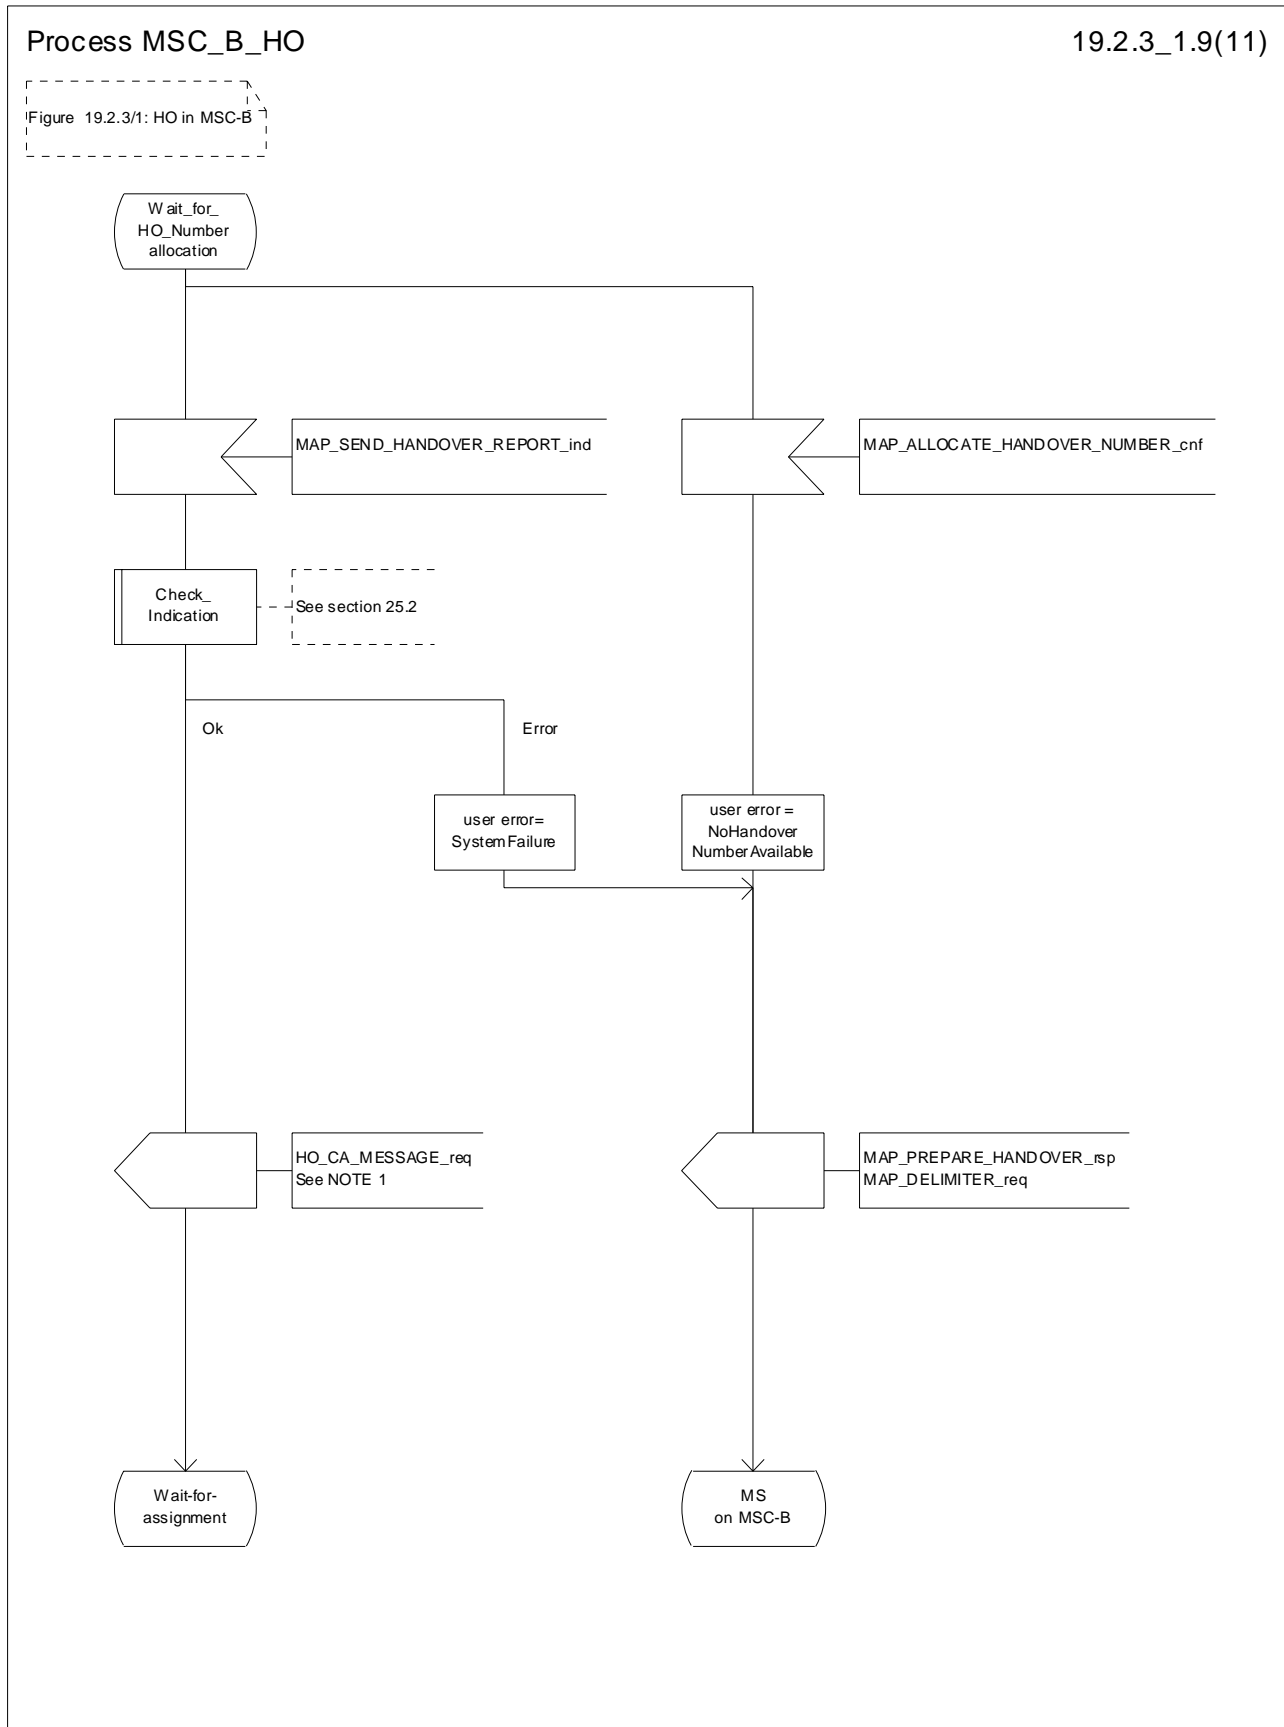 Process MSC_B_HO
19.2.3_1.9(11)
Figure 19.2.3/1: HO in MSC-B
Wait_for_
HO_Number
allocation
MAP_SEND_HANDOVER_REPORT_ind
MAP_ALLOCATE_HANDOVER_NUMBER_cnf
Check_
Indication
See section 25.2
Ok
Error
user error=
SystemFailure
user error =
NoHandover
NumberAvailable
HO_CA_MESSAGE_req
See NOTE 1
MAP_PREPARE_HANDOVER_rsp
MAP_DELIMITER_req
Wait-for-
assignment
MS
on MSC-B